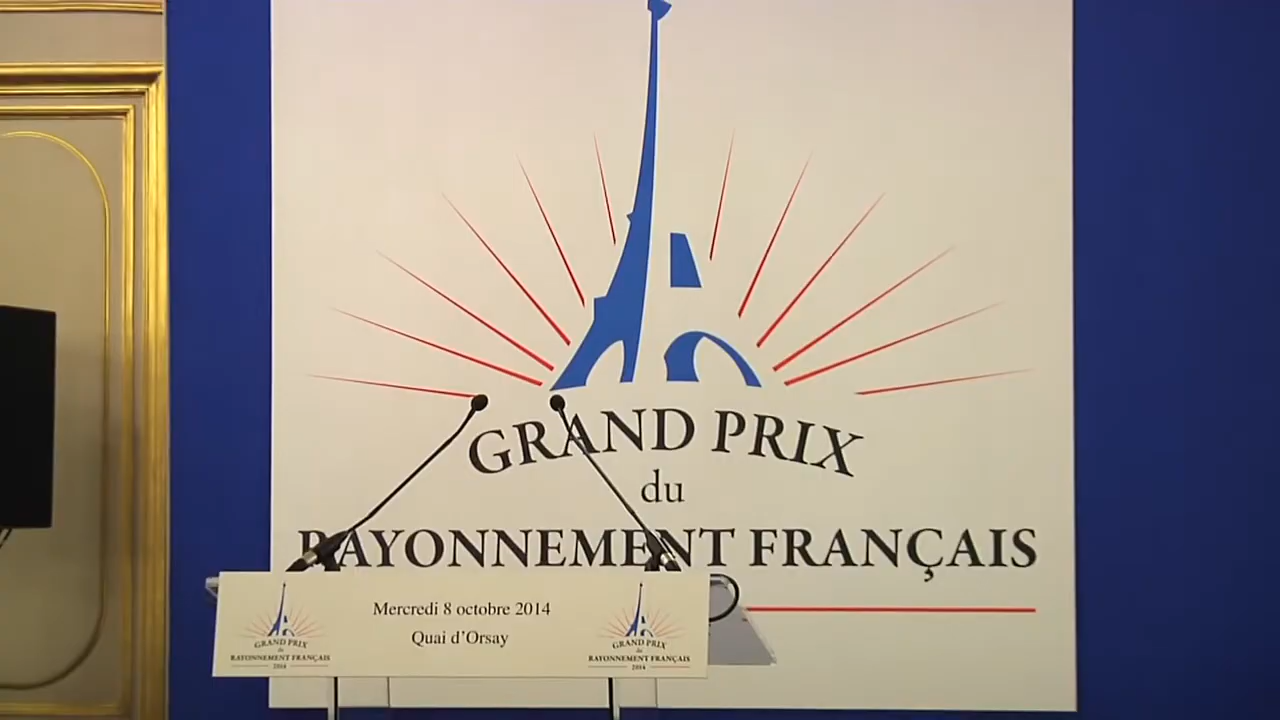 GRAND PRIX
du
RAYONNEMENT FRANÇAIS
Mercredi 8 octobre 2014
Quai d'Orsay
GRAND PRIX
du
RAYONNEMENT FRANÇAIS
2014
GRAND PRIX
du
RAYONNEMENT FRANÇAIS
2014